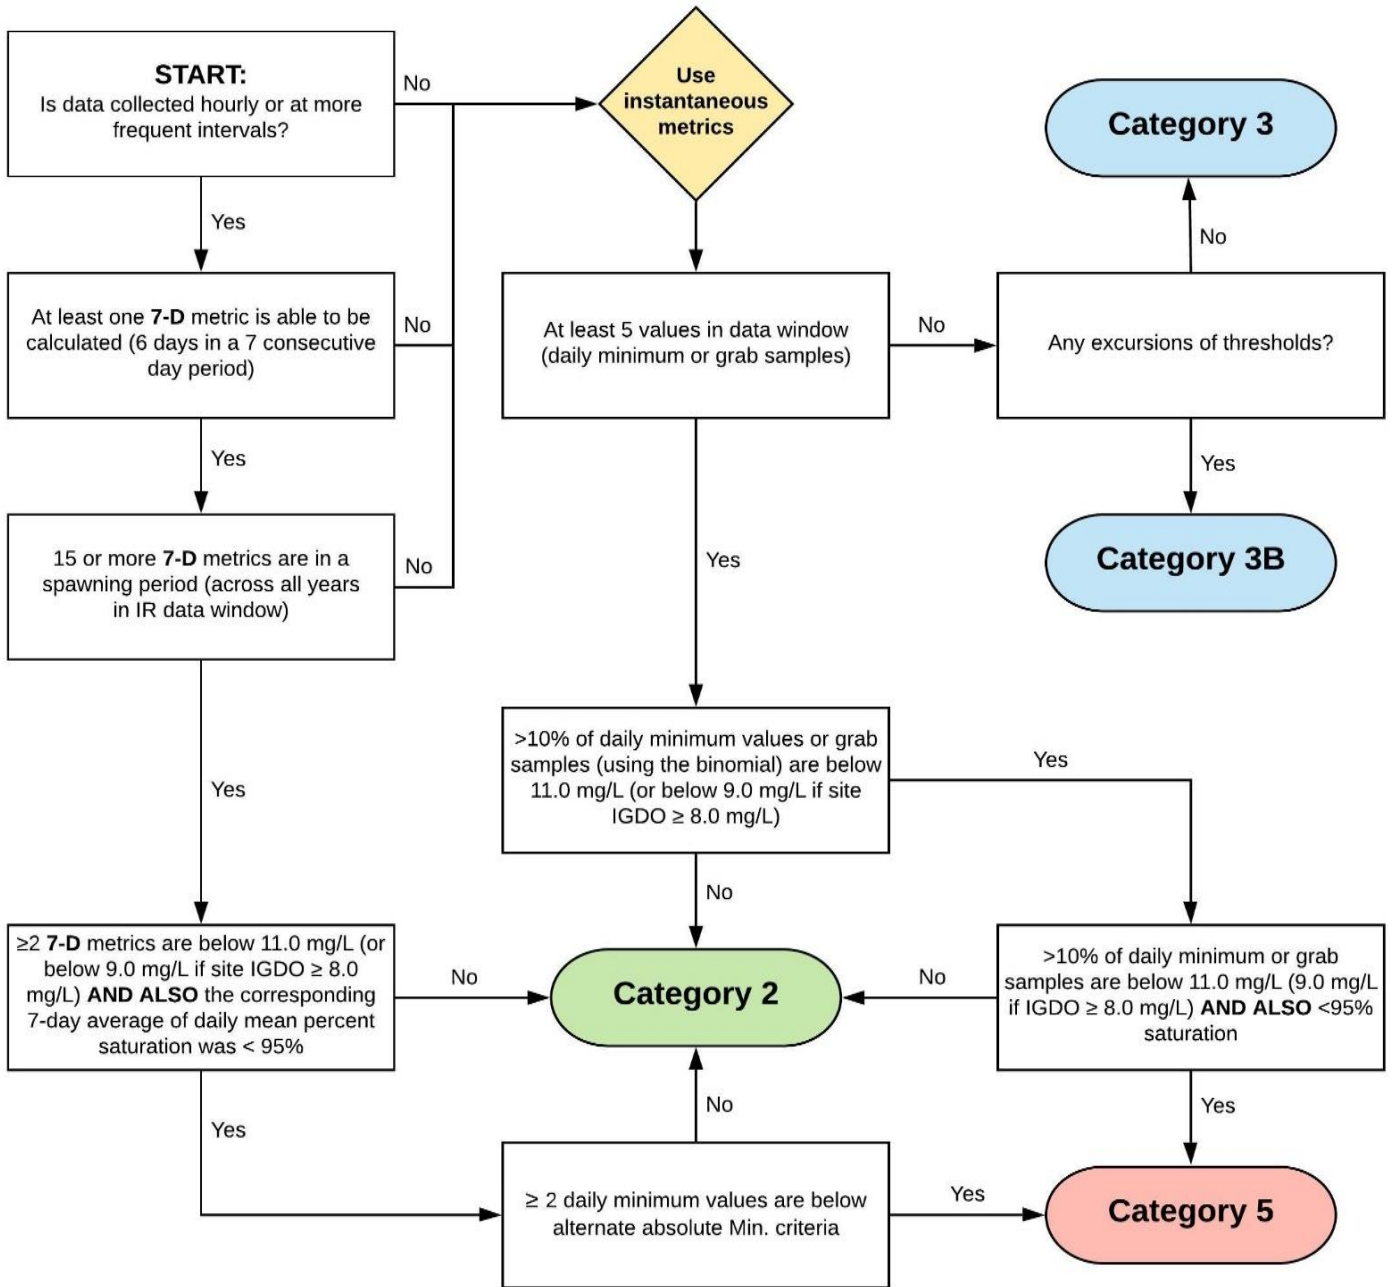 START:
Is data collected hourly or at more
frequent intervals?
No
Use
instantaneous
metrics
Category 3
Yes
No
At least one 7-D metric is able to be
calculated (6 days in a 7 consecutive
day period)
No
At least 5 values in data window
(daily minimum or grab samples)
No
Any excursions of thresholds?
Yes
Yes
15 or more 7-D metrics are in a
spawning period (across all years
in IR data window)
No
Yes
Category 3B
Yes
>10% of daily minimum values or grab
samples (using the binomial) are below
11.0 mg/L (or below 9.0 mg/L if site
IGDO ≥ 8.0 mg/L)
Yes
No
≥2 7-D metrics are below 11.0 mg/L (or
below 9.0 mg/L if site IGDO ≥ 8.0
mg/L) AND ALSO the corresponding
7-day average of daily mean percent
saturation was < 95%
No
Category 2
No
>10% of daily minimum or grab
samples are below 11.0 mg/L (9.0 mg/L
if IGDO ≥ 8.0 mg/L) AND ALSO <95%
saturation
Yes
No
Yes
≥ 2 daily minimum values are below
alternate absolute Min. criteria
Yes
Category 5